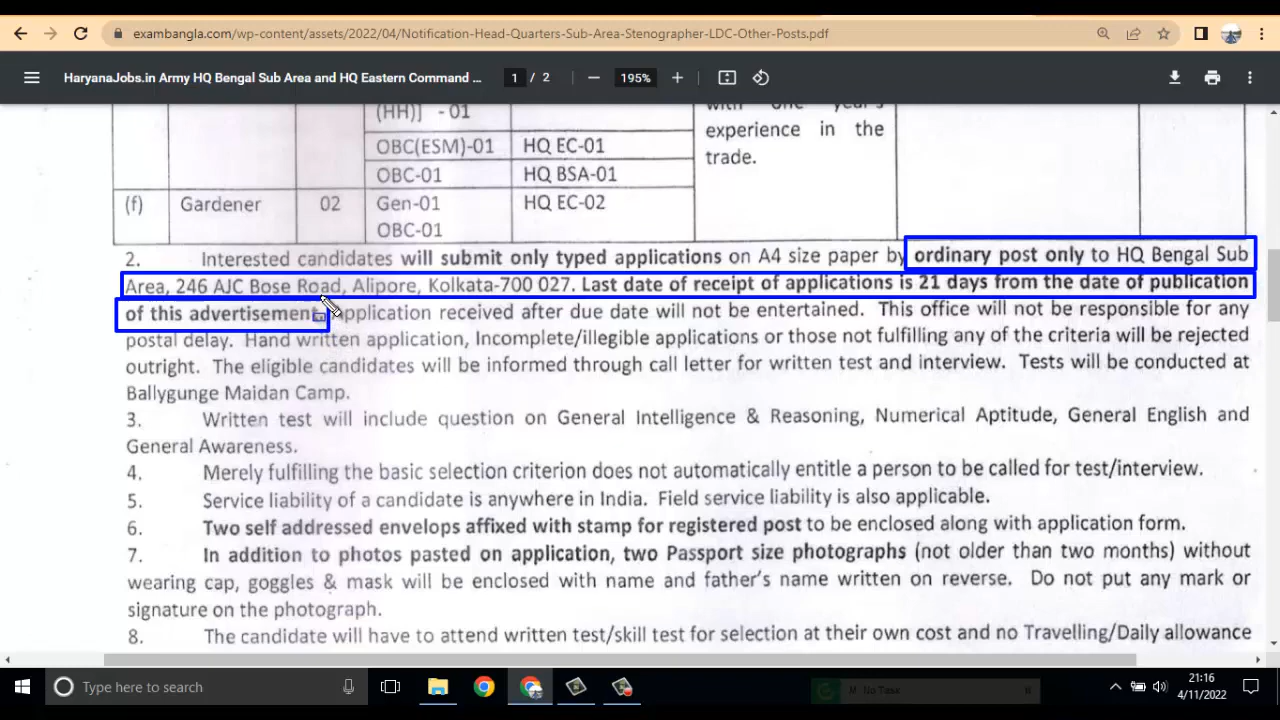 exambangla.com/wp-content/assets/2022/04/Notification-Head-Quarters-Sub-Area-Stenographer-LDC-Other-Posts.pdf
HaryanaJobs.in Army HQ Bengal Sub Area and HQ Eastern Command ...
1 / 2
195%
(HH)] - 01
with one year's
experience in the
trade.
OBC(ESM)-01 HQ EC-01
OBC-01 HQ BSA-01
(f) Gardener 02 Gen-01 HQ EC-02
OBC-01
2. Interested candidates will submit only typed applications on A4 size paper by ordinary post only to HQ Bengal Sub
Area, 246 AJC Bose Road, Alipore, Kolkata-700 027. Last date of receipt of applications is 21 days from the date of publication
of this advertisement. Application received after due date will not be entertained. This office will not be responsible for any
postal delay. Hand written application, Incomplete/illegible applications or those not fulfilling any of the criteria will be rejected
outright. The eligible candidates will be informed through call letter for written test and interview. Tests will be conducted at
Ballygunge Maidan Camp.
3. Written test will include question on General Intelligence & Reasoning, Numerical Aptitude, General English and
General Awareness.
4. Merely fulfilling the basic selection criterion does not automatically entitle a person to be called for test/interview.
5. Service liability of a candidate is anywhere in India. Field service liability is also applicable.
6. Two self addressed envelops affixed with stamp for registered post to be enclosed along with application form.
7. In addition to photos pasted on application, two Passport size photographs (not older than two months) without
wearing cap, goggles & mask will be enclosed with name and father's name written on reverse. Do not put any mark or
signature on the photograph.
8. The candidate will have to attend written test/skill test for selection at their own cost and no Travelling/Daily allowance
Type here to search
21:16
4/11/2022